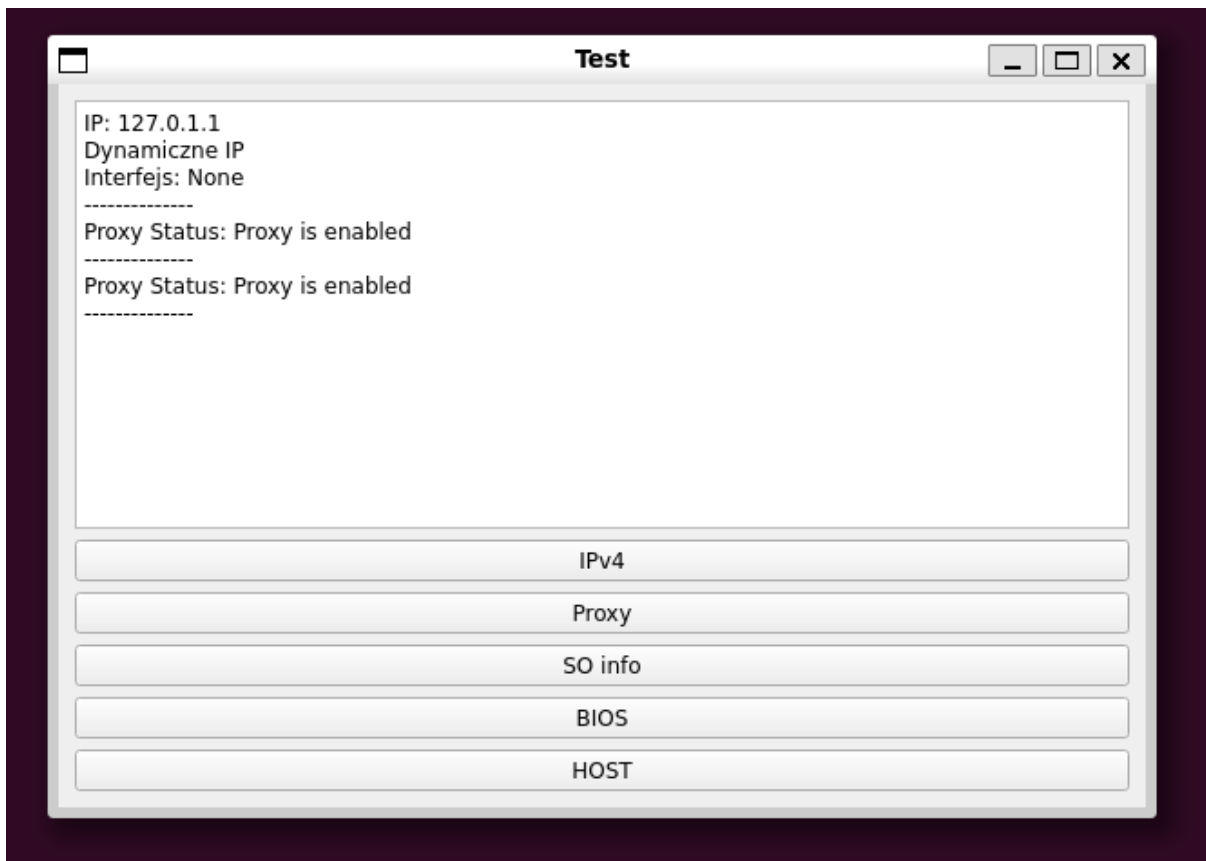 Test
IP: 127.0.1.1
Dynamiczne IP
Interfejs: None
--------------
Proxy Status: Proxy is enabled
--------------
Proxy Status: Proxy is enabled
--------------
IPv4
Proxy
SO info
BIOS
HOST